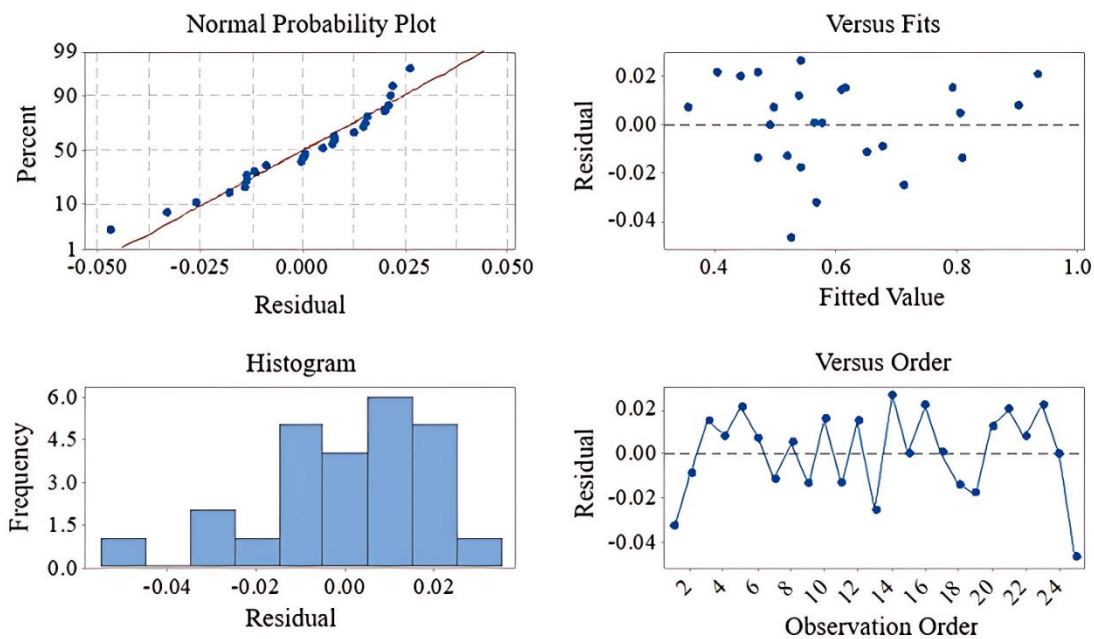 Normal Probability Plot
Percent
99
90
50
10
1
-0.050 -0.025 0.000 0.025 0.050
Residual
Versus Fits
Residual
0.02
0.00
-0.02
-0.04
0.4 0.6 0.8 1.0
Fitted Value
Histogram
Frequency
6.0
4.5
3.0
1.5
0.0
-0.04 -0.02 0.00 0.02
Residual
Versus Order
Residual
0.02
0.00
-0.02
-0.04
2 4 6 8 10 12 14 16 18 20 22 24
Observation Order